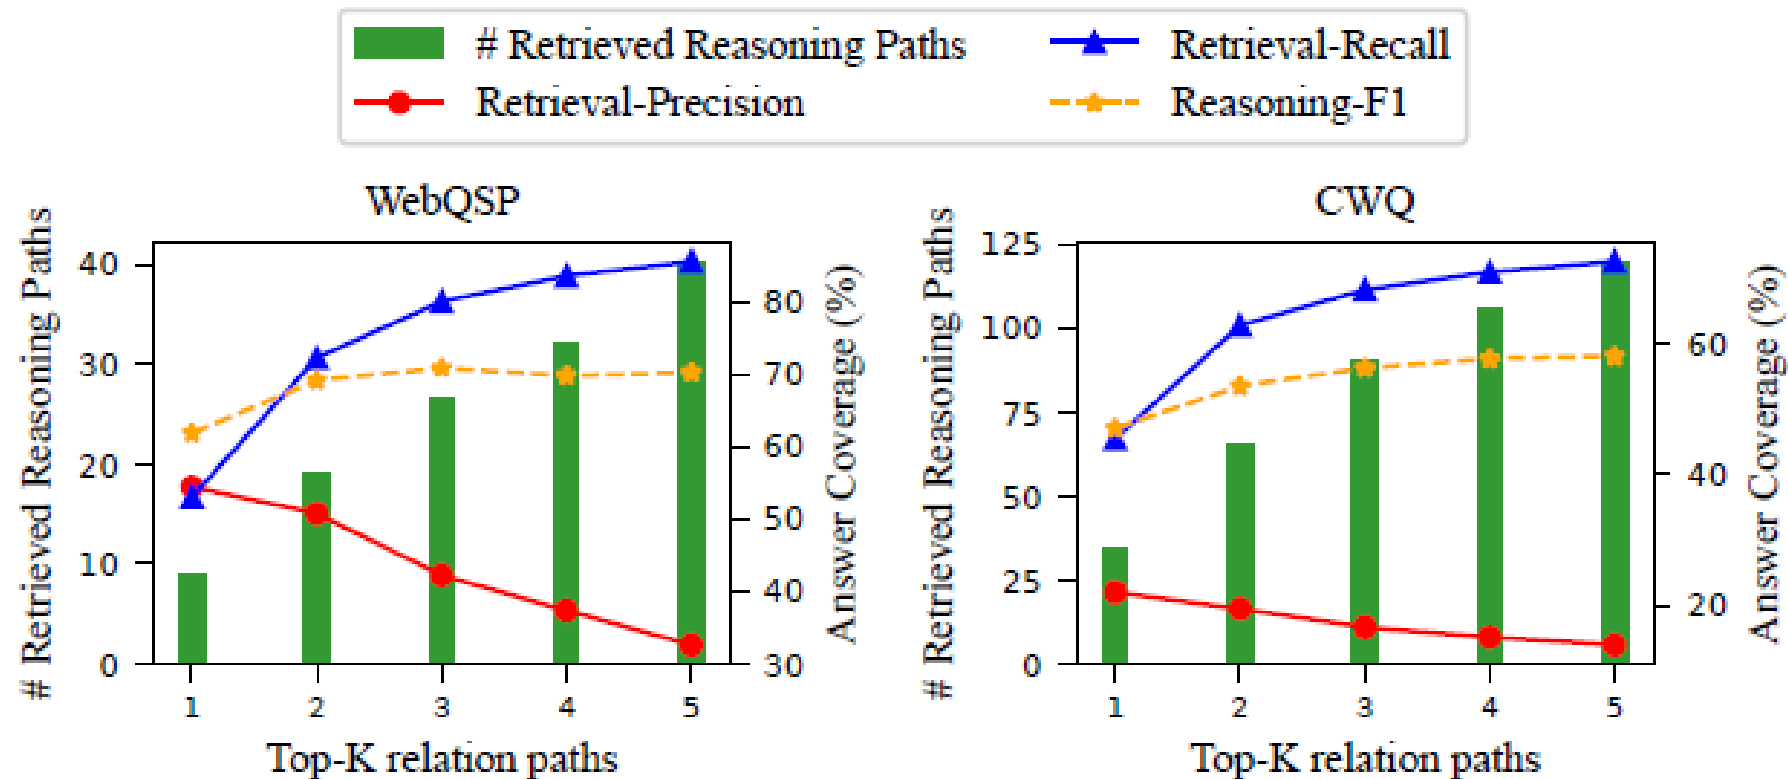 # Retrieved Reasoning Paths
Retrieval-Precision
Retrieval-Recall
Reasoning-F1
WebQSP
# Retrieved Reasoning Paths
40
30
20
10
0
80
70
60
50
40
30
Answer Coverage (%)
1 2 3 4 5
Top-K relation paths
CWQ
# Retrieved Reasoning Paths
125
100
75
50
25
0
60
40
20
Answer Coverage (%)
1 2 3 4 5
Top-K relation paths